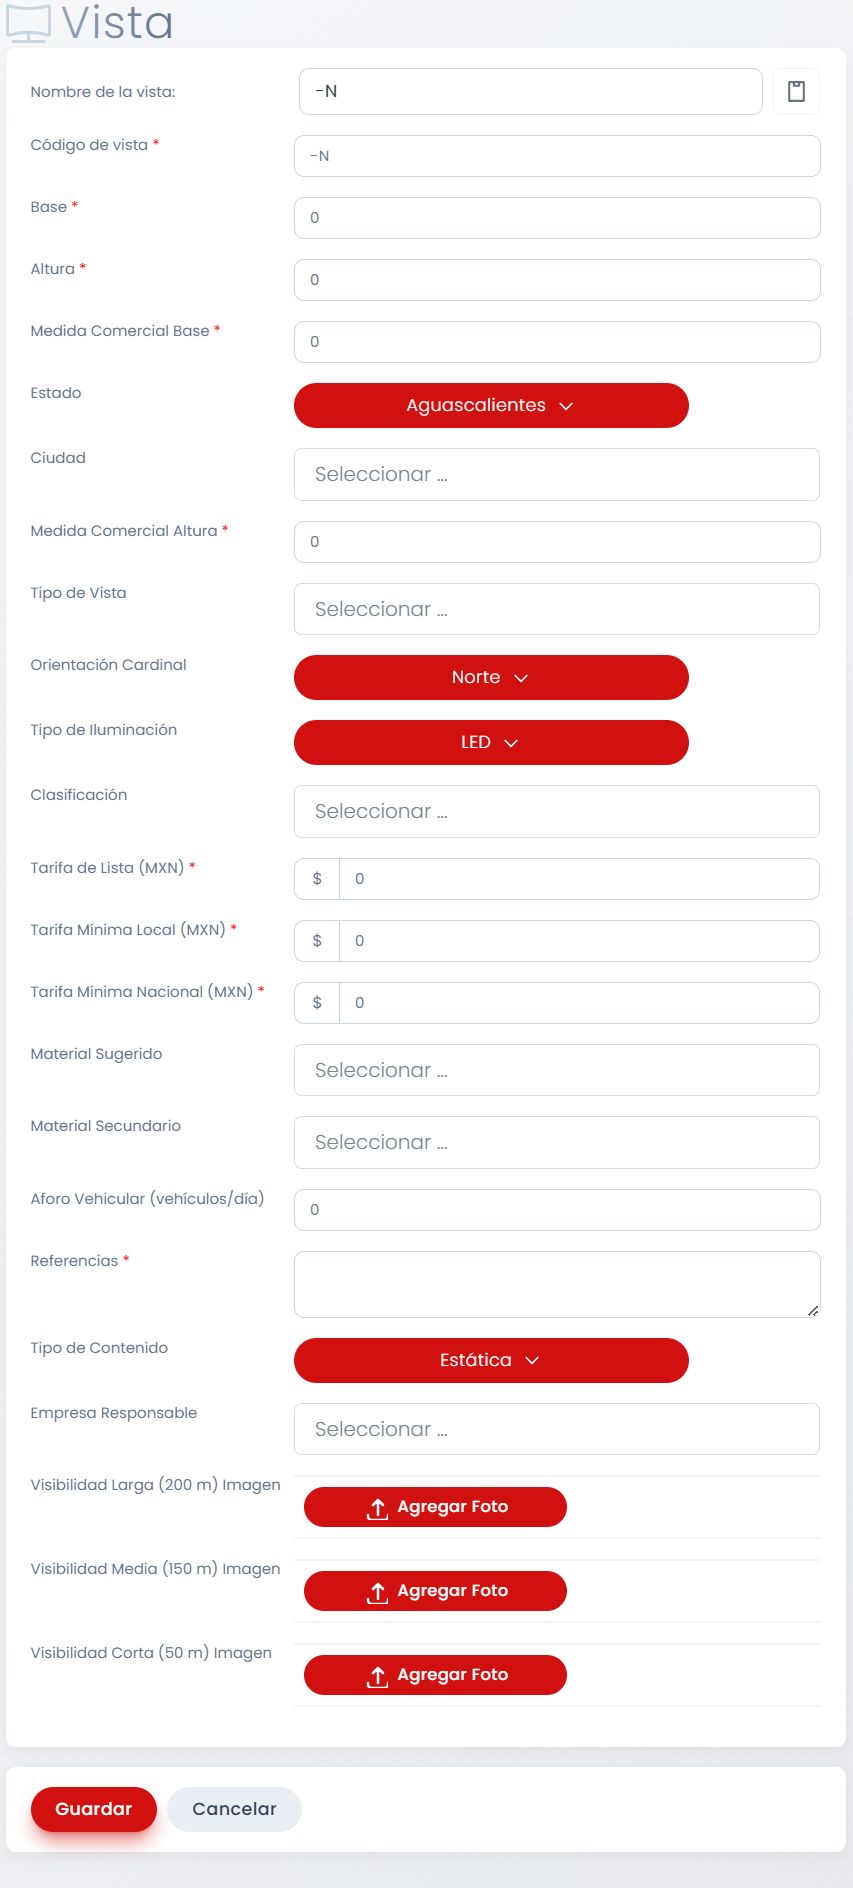 Vista
Nombre de la vista: -N
Código de vista * -N
Base * 0
Altura * 0
Medida Comercial Base * 0
Estado Aguascalientes
Ciudad Seleccionar ...
Medida Comercial Altura * 0
Tipo de Vista Seleccionar ...
Orientación Cardinal Norte
Tipo de Iluminación LED
Clasificación Seleccionar ...
Tarifa de Lista (MXN) * $ 0
Tarifa Mínima Local (MXN) * $ 0
Tarifa Mínima Nacional (MXN) * $ 0
Material Sugerido Seleccionar ...
Material Secundario Seleccionar ...
Aforo Vehicular (vehículos/día) 0
Referencias *
Tipo de Contenido Estática
Empresa Responsable Seleccionar ...
Visibilidad Larga (200 m) Imagen Agregar Foto
Visibilidad Media (150 m) Imagen Agregar Foto
Visibilidad Corta (50 m) Imagen Agregar Foto
Guardar Cancelar